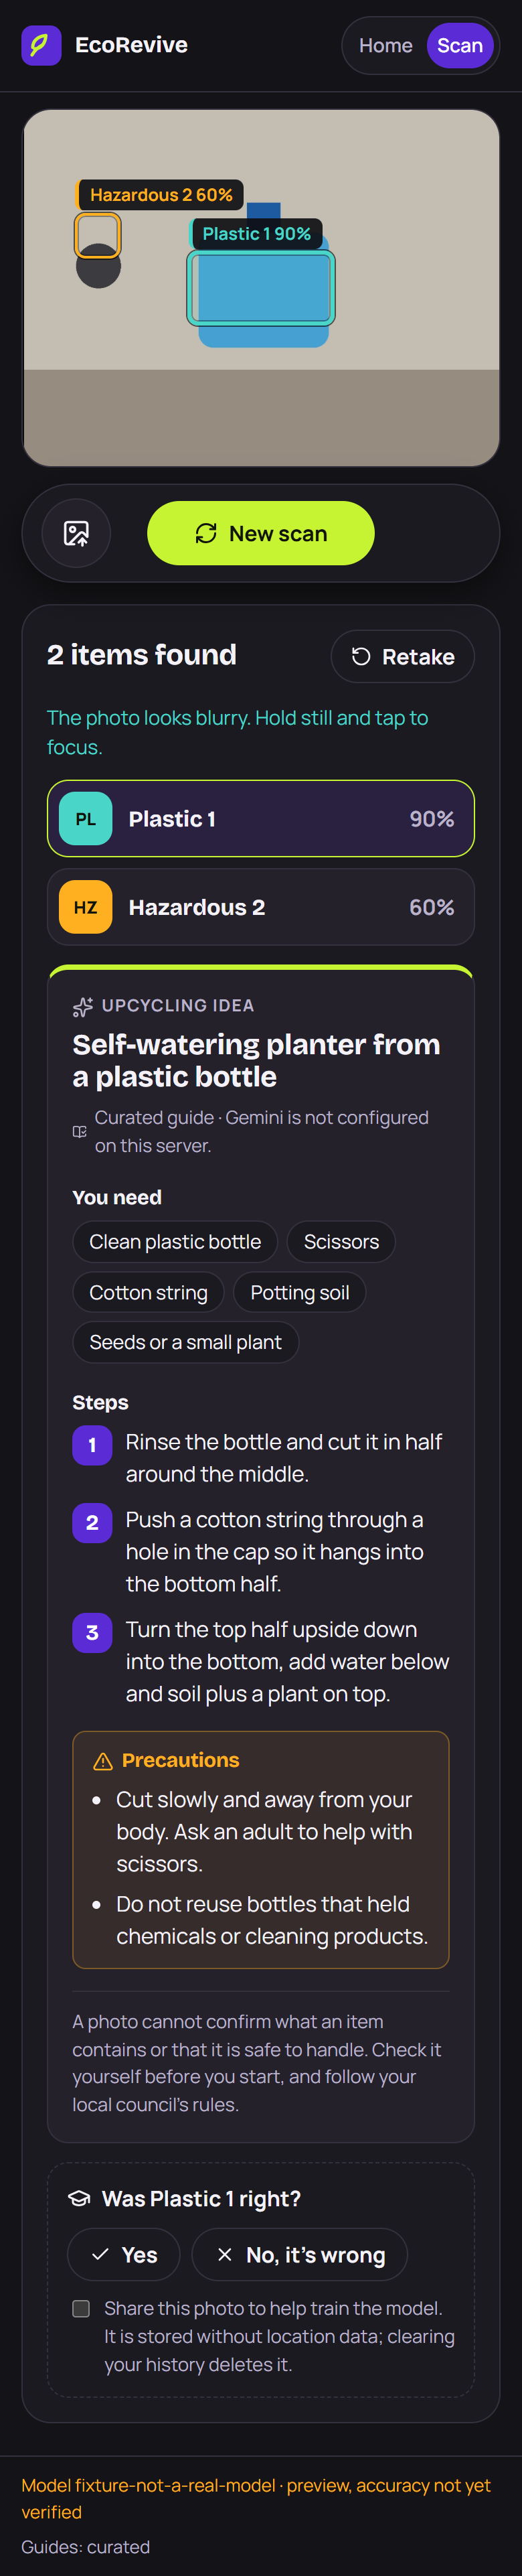 EcoRevive
Home
Scan
Hazardous 2 60%
Plastic 1 90%
New scan
2 items found
Retake
The photo looks blurry. Hold still and tap to
focus.
PL
Plastic 1
90%
HZ
Hazardous 2
60%
UPCYCLING IDEA
Self-watering planter from
a plastic bottle
Curated guide · Gemini is not configured
on this server.
You need
Clean plastic bottle
Scissors
Cotton string
Potting soil
Seeds or a small plant
Steps
1
Rinse the bottle and cut it in half
around the middle.
2
Push a cotton string through a
hole in the cap so it hangs into
the bottom half.
3
Turn the top half upside down
into the bottom, add water below
and soil plus a plant on top.
Precautions
• Cut slowly and away from your
body. Ask an adult to help with
scissors.
• Do not reuse bottles that held
chemicals or cleaning products.
A photo cannot confirm what an item
contains or that it is safe to handle. Check it
yourself before you start, and follow your
local council's rules.
Was Plastic 1 right?
Yes
No, it's wrong
Share this photo to help train the model.
It is stored without location data; clearing
your history deletes it.
Model fixture-not-a-real-model · preview, accuracy not yet
verified
Guides: curated